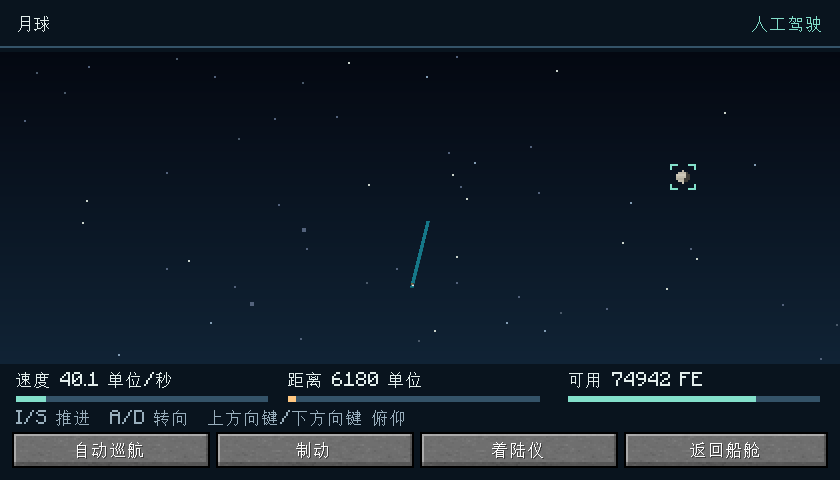 月球
人工驾驶
速度 40.1 单位/秒
距离 6180 单位
可用 74942 FE
I/S 推进 A/D 转向 上方向键/下方向键 俯仰
自动巡航
制动
着陆仪
返回船舱